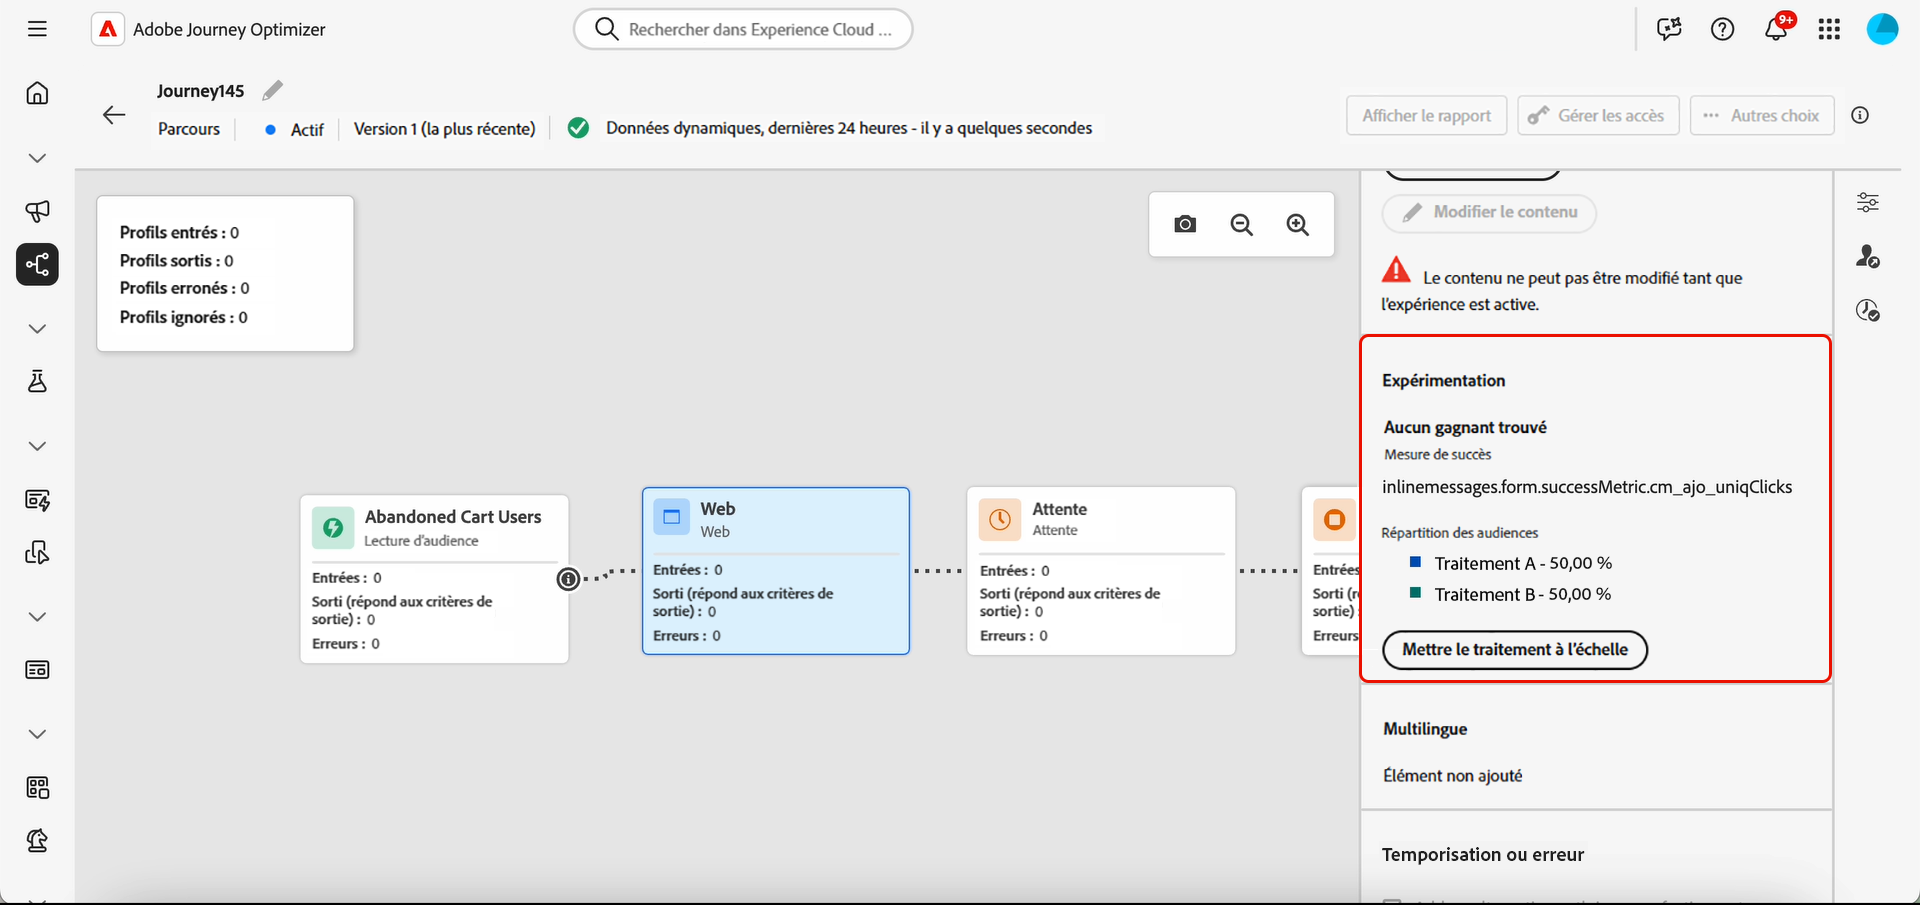 Adobe Journey Optimizer
Rechercher dans Experience Cloud ...
9+
Journey145
Parcours
Actif
Version 1 (la plus récente)
Données dynamiques, dernières 24 heures - il y a quelques secondes
Afficher le rapport
Gérer les accès
Autres choix
Profils entrés : 0
Profils sortis : 0
Profils erronés : 0
Profils ignorés : 0
Abandoned Cart Users
Lecture d'audience
Entrées : 0
Sorti (répond aux critères de
sortie) : 0
Erreurs : 0
Web
Web
Entrées : 0
Sorti (répond aux critères de
sortie) : 0
Erreurs : 0
Attente
Attente
Entrées : 0
Sorti (répond aux critères de
sortie) : 0
Erreurs : 0
Entrées
Sorti (r
sortie)
Erreurs
Modifier le contenu
Le contenu ne peut pas être modifié tant que
l'expérience est active.
Expérimentation
Aucun gagnant trouvé
Mesure de succès
inlinemessages.form.successMetric.cm_ajo_uniqClicks
Répartition des audiences
Traitement A - 50,00 %
Traitement B - 50,00 %
Mettre le traitement à l'échelle
Multilingue
Élément non ajouté
Temporisation ou erreur